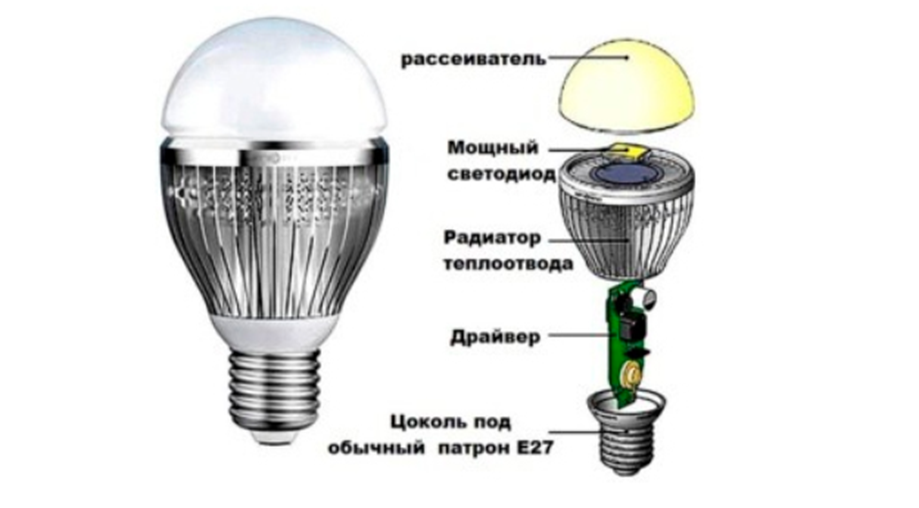 рассеиватель
Мощный
светодиод
Радиатор
теплоотвода
Драйвер
Цоколь под
обычный патрон Е27